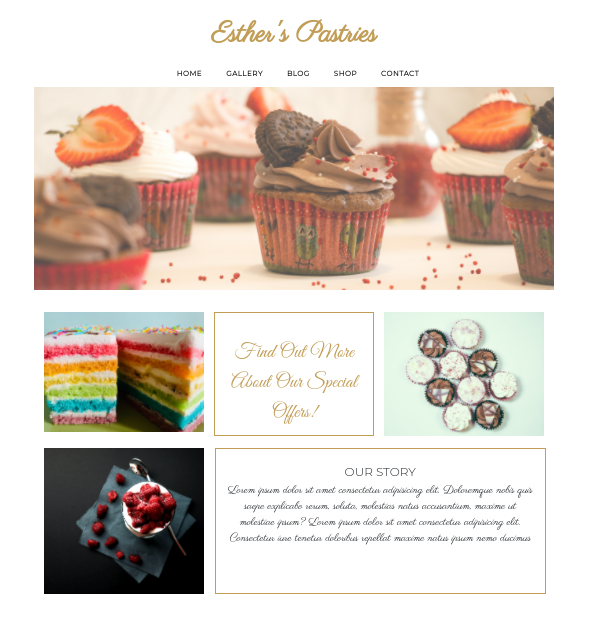 Esther's Pastries
HOME GALLERY BLOG SHOP CONTACT
Find Out More
About Our Special
Offers!
OUR STORY
Lorem ipsum dolor sit amet consectetur adipisicing elit. Doloremque nobis quis
saepe explicabo rerum, soluta, molestias natus accusantium, maxime ut
molestiae ipsum? Lorem ipsum dolor sit amet consectetur adipisicing elit.
Consectetur iure tenetur doloribus repellat maxime natus ipsum nemo ducimus